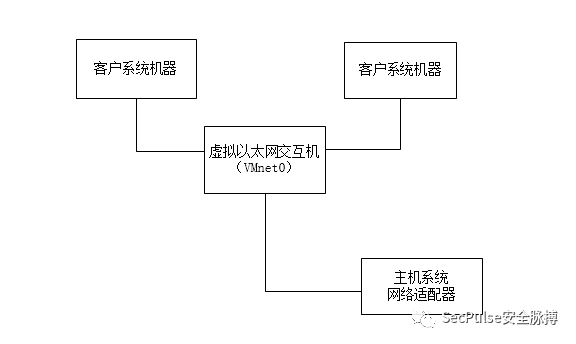 客户系统机器
客户系统机器
虚拟以太网交互机
（VMnet0）
主机系统
网络适配器
SecPulse安全脉搏